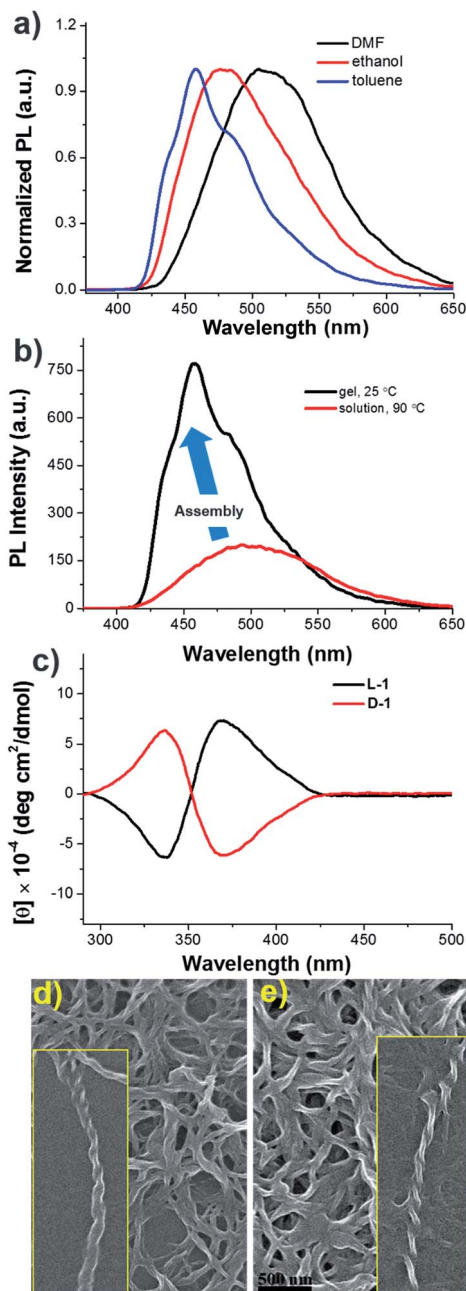 a)
1.2
0.9
0.6
0.3
0.0
Normalized PL (a.u.)
DMF
ethanol
toluene
400 450 500 550 600 650
Wavelength (nm)
b)
750
600
450
300
150
0
PL Intensity (a.u.)
gel, 25 °C
solution, 90 °C
Assembly
400 450 500 550 600 650
Wavelength (nm)
c)
10
5
0
-5
-10
[θ] × 10⁻⁴ (deg cm²/dmol)
L-1
D-1
300 350 400 450 500
Wavelength (nm)
d)
e)
500 nm